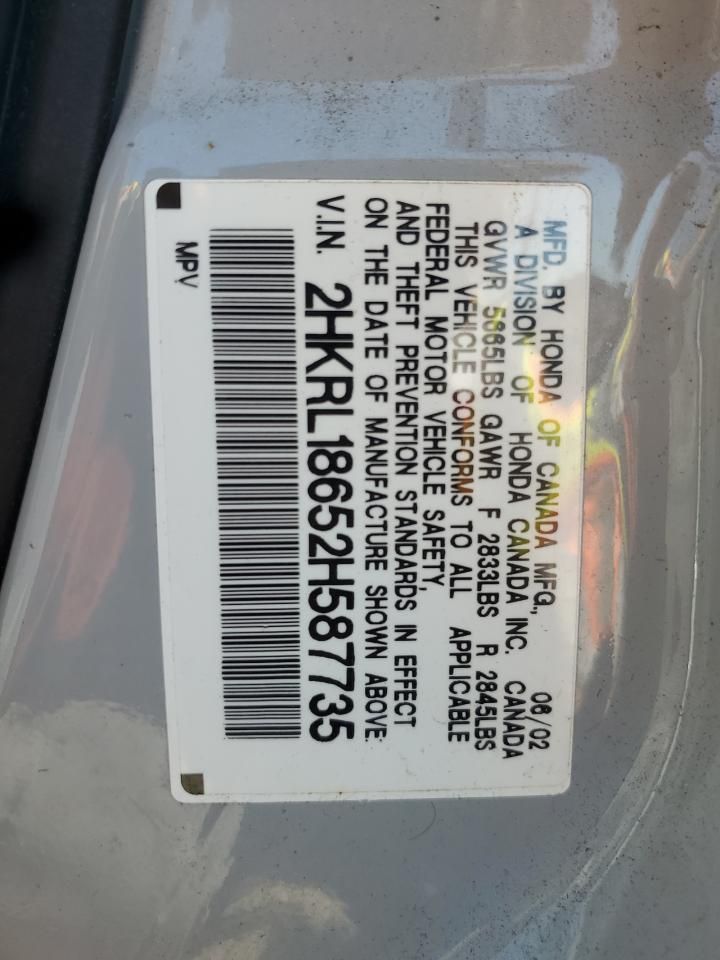 MFD. BY HONDA OF CANADA MFG., 06/02
A DIVISION OF HONDA CANADA INC. CANADA
GVWR 5665LBS GAWR F 2833LBS R 2845LBS
THIS VEHICLE CONFORMS TO ALL APPLICABLE
FEDERAL MOTOR VEHICLE SAFETY,
AND THEFT PREVENTION STANDARDS IN EFFECT
ON THE DATE OF MANUFACTURE SHOWN ABOVE.
V.I.N. 2HKRL18652H587735
MPV